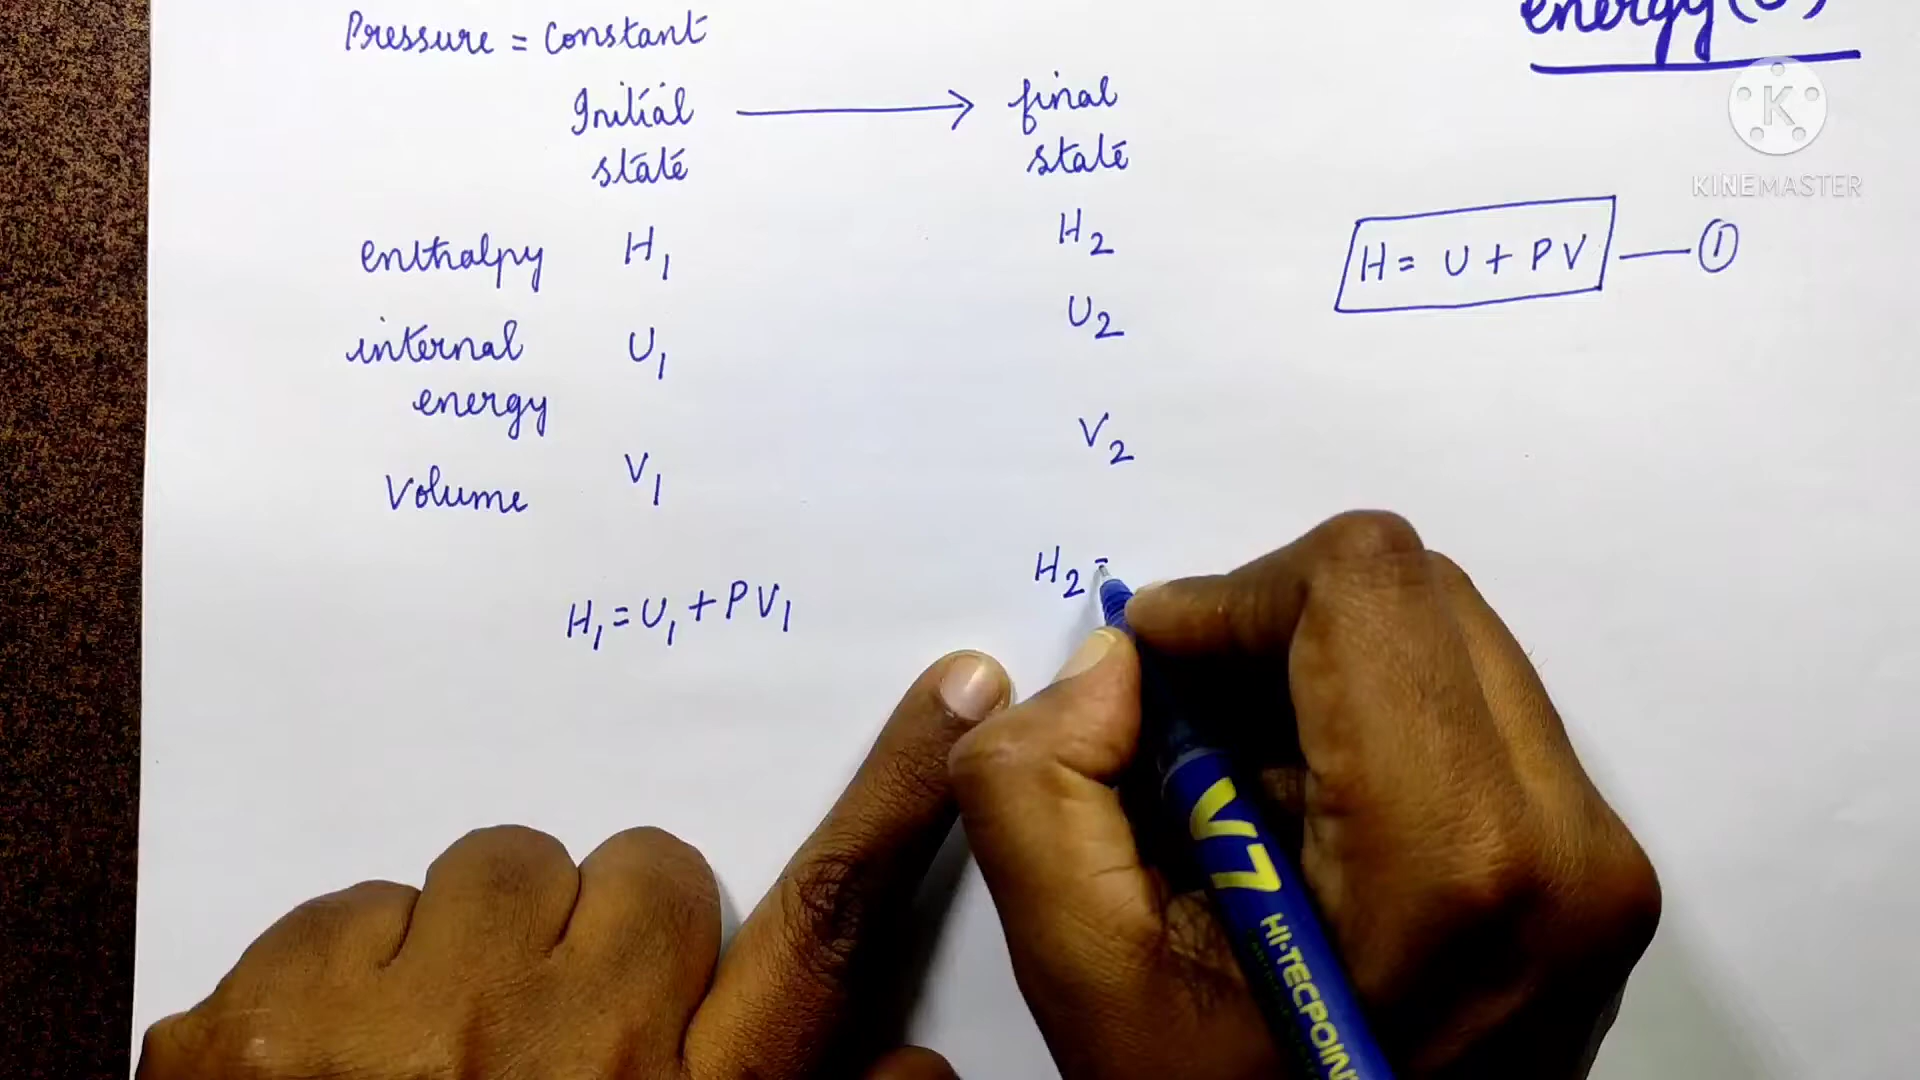 energy (U)
Pressure = Constant
Initial ⟶ final
state state
KINEMASTER
enthalpy H₁ H₂
H = U + PV — ①
internal U₁ U₂
energy
Volume V₁ V₂
H₁ = U₁ + PV₁ H₂ =
V7
HI-TECPOINT